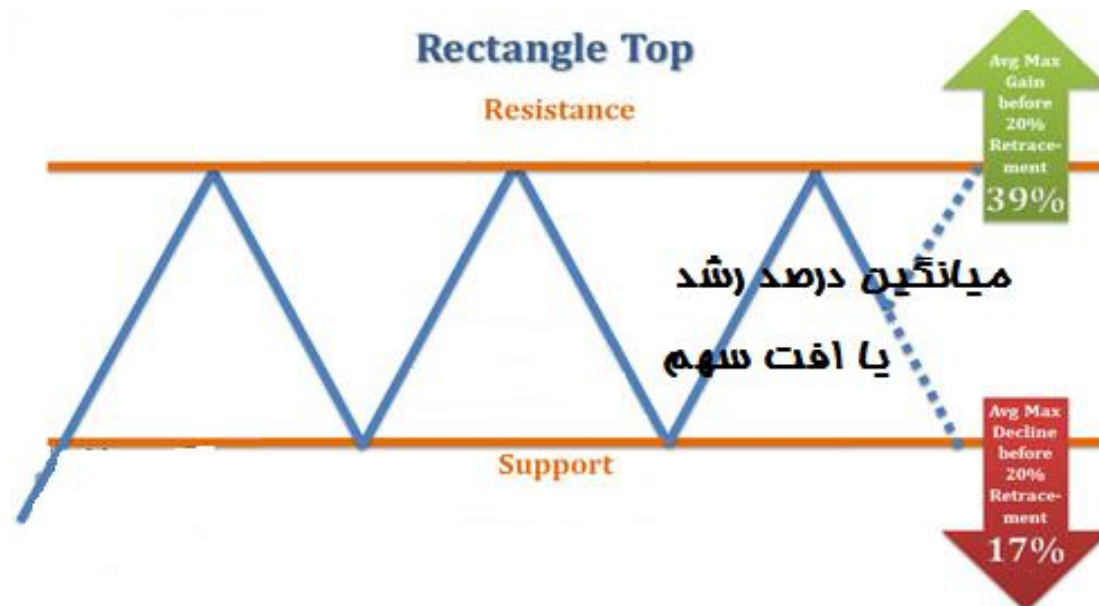 Rectangle Top
Resistance
Avg Max
Gain
before
20%
Retrace-
ment
39%
میانگین درصد رشد
یا افت سهم
Support
Avg Max
Decline
before
20%
Retrace-
ment
17%